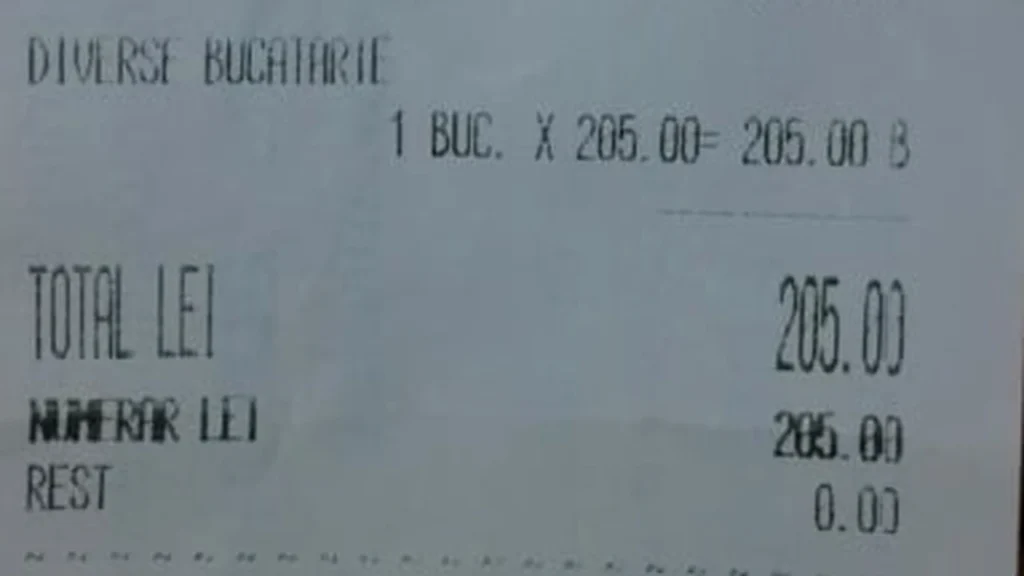 DIVERSE BUCATARIE
1 BUC. X 205.00= 205.00 B
TOTAL LEI 205.00
NUMERAR LEI 205.00
REST 0.00